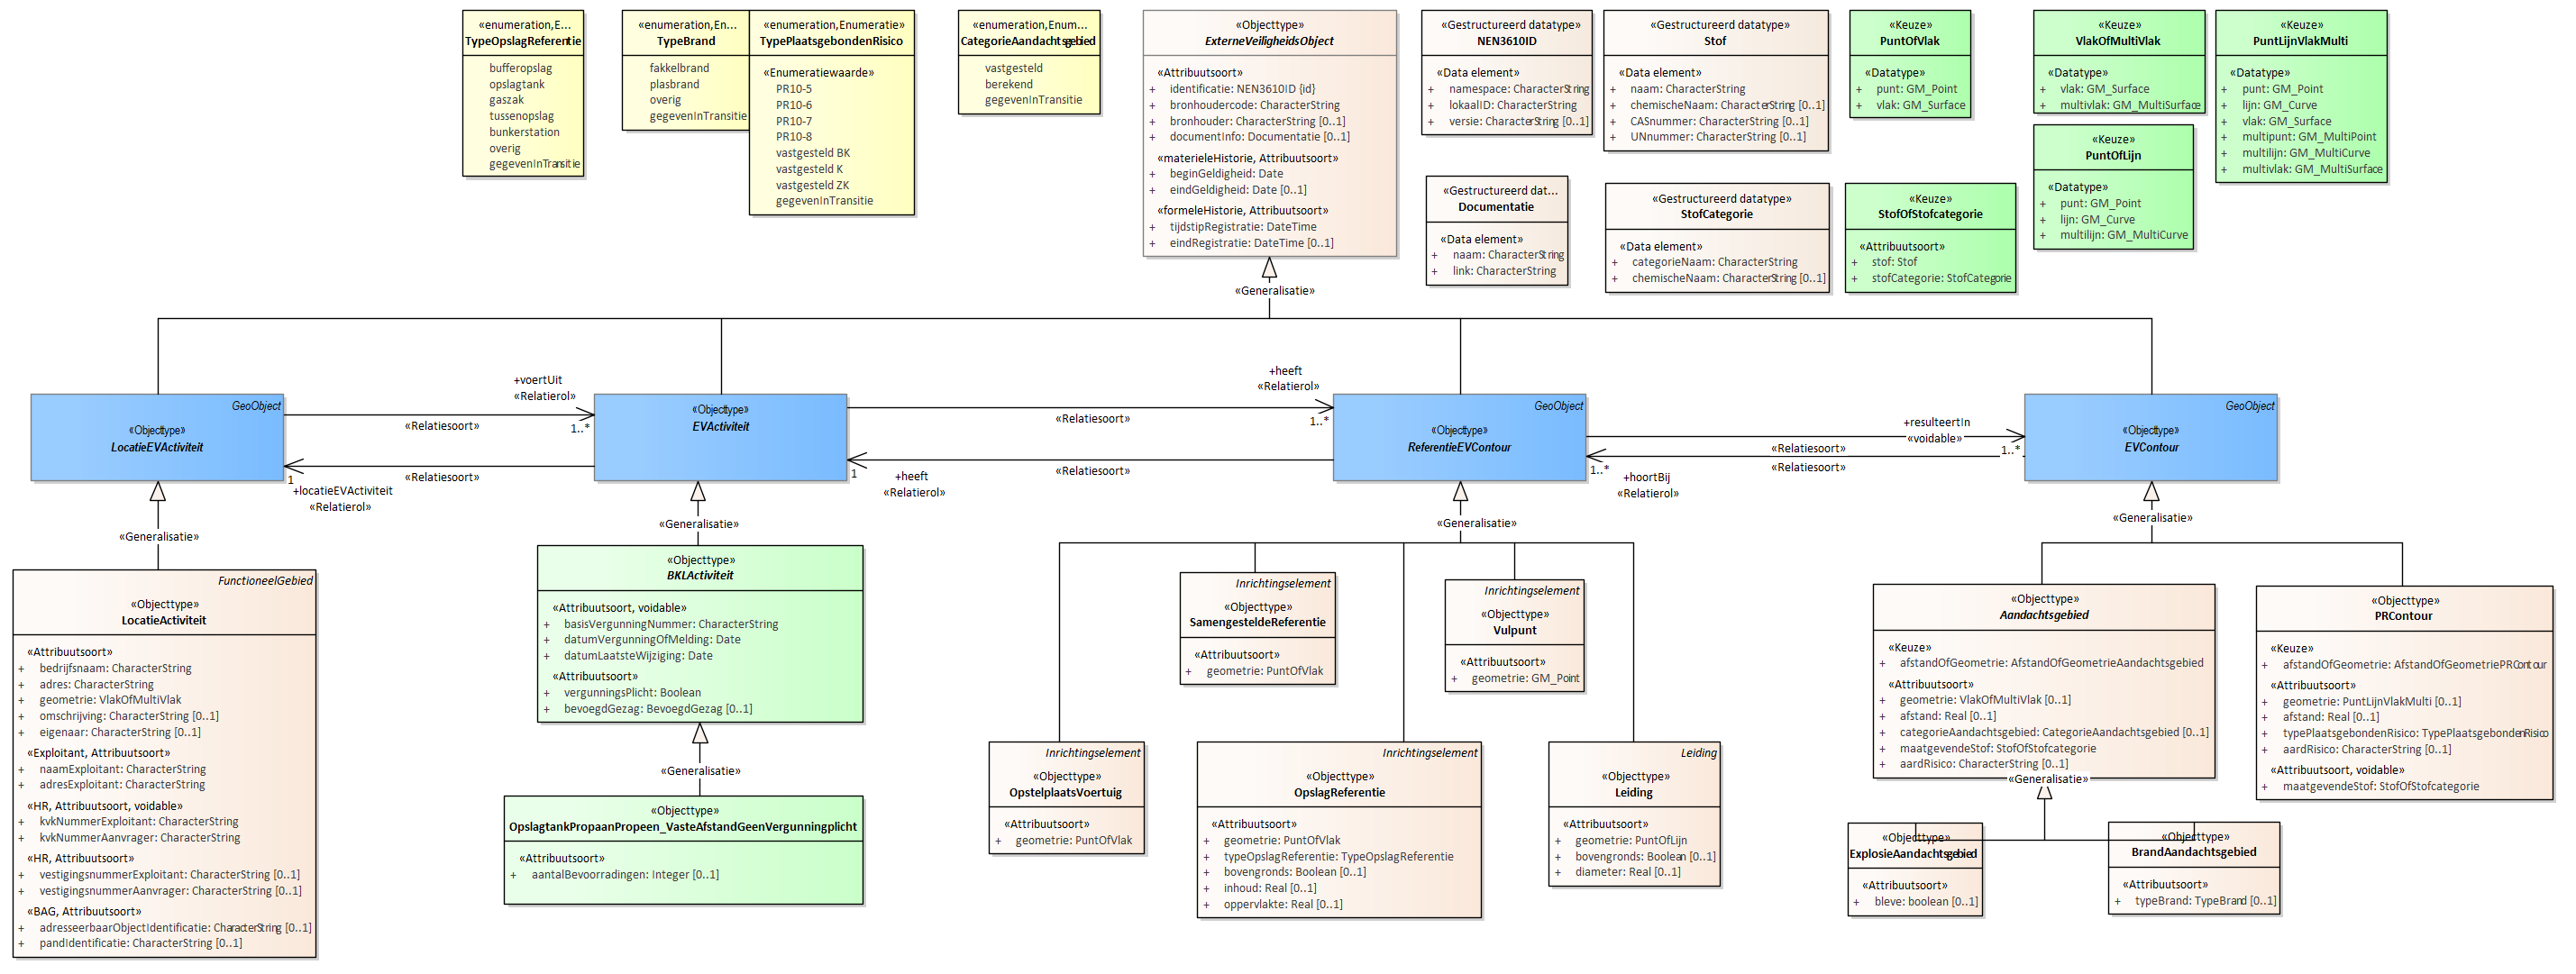 «enumeration,E...
TypeOpslagReferentie
bufferopslag
opslagtank
gaszak
tussenopslag
bunkerstation
overig
gegevenInTransitie
«enumeration,En...
TypeBrand
fakkelbrand
plasbrand
overig
gegevenInTransitie
«enumeration,Enumeratie»
TypePlaatsgebondenRisico
«Enumeratiewaarde»
PR10-5
PR10-6
PR10-7
PR10-8
vastgesteld BK
vastgesteld K
vastgesteld ZK
gegevenInTransitie
«enumeration,Enum...
CategorieAandachtsgebied
vastgesteld
berekend
gegevenInTransitie
«Objecttype»
ExterneVeiligheidsObject
«Attribuutsoort»
+ identificatie: NEN3610ID {id}
+ bronhoudercode: CharacterString
+ bronhouder: CharacterString [0..1]
+ documentInfo: Documentatie [0..1]
«materieleHistorie, Attribuutsoort»
+ beginGeldigheid: Date
+ eindGeldigheid: Date [0..1]
«formeleHistorie, Attribuutsoort»
+ tijdstipRegistratie: DateTime
+ eindRegistratie: DateTime [0..1]
«Gestructureerd datatype»
NEN3610ID
«Data element»
+ namespace: CharacterString
+ lokaalID: CharacterString
+ versie: CharacterString [0..1]
«Gestructureerd dat...
Documentatie
«Data element»
+ naam: CharacterString
+ link: CharacterString
«Gestructureerd datatype»
Stof
«Data element»
+ naam: CharacterString
+ chemischeNaam: CharacterString [0..1]
+ CASnummer: CharacterString [0..1]
+ UNnummer: CharacterString [0..1]
«Gestructureerd datatype»
StofCategorie
«Data element»
+ categorieNaam: CharacterString
+ chemischeNaam: CharacterString [0..1]
«Keuze»
PuntOfVlak
«Datatype»
+ punt: GM_Point
+ vlak: GM_Surface
«Keuze»
StofOfStofcategorie
«Attribuutsoort»
+ stof: Stof
+ stofCategorie: StofCategorie
«Keuze»
VlakOfMultiVlak
«Datatype»
+ vlak: GM_Surface
+ multivlak: GM_MultiSurface
«Keuze»
PuntOfLijn
«Datatype»
+ punt: GM_Point
+ lijn: GM_Curve
+ multilijn: GM_MultiCurve
«Keuze»
PuntLijnVlakMulti
«Datatype»
+ punt: GM_Point
+ lijn: GM_Curve
+ vlak: GM_Surface
+ multipunt: GM_MultiPoint
+ multilijn: GM_MultiCurve
+ multivlak: GM_MultiSurface
«Generalisatie»
GeoObject
«Objecttype»
LocatieEVActiviteit
+voertUit
«Relatierol»
1..*
«Relatiesoort»
«Relatiesoort»
1
+locatieEVActiviteit
«Relatierol»
«Objecttype»
EVActiviteit
+heeft
«Relatierol»
1..*
«Relatiesoort»
«Relatiesoort»
1
+heeft
«Relatierol»
GeoObject
«Objecttype»
ReferentieEVContour
+resulteertIn
«voidable»
1..*
«Relatiesoort»
«Relatiesoort»
1..*
+hoortBij
«Relatierol»
GeoObject
«Objecttype»
EVContour
«Generalisatie»
«Generalisatie»
«Generalisatie»
«Generalisatie»
FunctioneelGebied
«Objecttype»
LocatieActiviteit
«Attribuutsoort»
+ bedrijfsnaam: CharacterString
+ adres: CharacterString
+ geometrie: VlakOfMultiVlak
+ omschrijving: CharacterString [0..1]
+ eigenaar: CharacterString [0..1]
«Exploitant, Attribuutsoort»
+ naamExploitant: CharacterString
+ adresExploitant: CharacterString
«HR, Attribuutsoort, voidable»
+ kvkNummerExploitant: CharacterString
+ kvkNummerAanvrager: CharacterString
«HR, Attribuutsoort»
+ vestigingsnummerExploitant: CharacterString [0..1]
+ vestigingsnummerAanvrager: CharacterString [0..1]
«BAG, Attribuutsoort»
+ adresseerbaarObjectIdentificatie: CharacterString [0..1]
+ pandIdentificatie: CharacterString [0..1]
«Objecttype»
BKLActiviteit
«Attribuutsoort, voidable»
+ basisVergunningNummer: CharacterString
+ datumVergunningOfMelding: Date
+ datumLaatsteWijziging: Date
«Attribuutsoort»
+ vergunningsPlicht: Boolean
+ bevoegdGezag: BevoegdGezag [0..1]
«Generalisatie»
«Objecttype»
OpslagtankPropaanPropeen_VasteAfstandGeenVergunningplicht
«Attribuutsoort»
+ aantalBevoorradingen: Integer [0..1]
Inrichtingselement
«Objecttype»
SamengesteldeReferentie
«Attribuutsoort»
+ geometrie: PuntOfVlak
Inrichtingselement
«Objecttype»
Vulpunt
«Attribuutsoort»
+ geometrie: GM_Point
Inrichtingselement
«Objecttype»
OpstelplaatsVoertuig
«Attribuutsoort»
+ geometrie: PuntOfVlak
Inrichtingselement
«Objecttype»
OpslagReferentie
«Attribuutsoort»
+ geometrie: PuntOfVlak
+ typeOpslagReferentie: TypeOpslagReferentie
+ bovengronds: Boolean [0..1]
+ inhoud: Real [0..1]
+ oppervlakte: Real [0..1]
Leiding
«Objecttype»
Leiding
«Attribuutsoort»
+ geometrie: PuntOfLijn
+ bovengronds: Boolean [0..1]
+ diameter: Real [0..1]
«Objecttype»
Aandachtsgebied
«Keuze»
+ afstandOfGeometrie: AfstandOfGeometrieAandachtsgebied
«Attribuutsoort»
+ geometrie: VlakOfMultiVlak [0..1]
+ afstand: Real [0..1]
+ categorieAandachtsgebied: CategorieAandachtsgebied [0..1]
+ maatgevendeStof: StofOfStofcategorie
+ aardRisico: CharacterString [0..1]
«Generalisatie»
«Objecttype»
PRContour
«Keuze»
+ afstandOfGeometrie: AfstandOfGeometriePRContour
«Attribuutsoort»
+ geometrie: PuntLijnVlakMulti [0..1]
+ afstand: Real [0..1]
+ typePlaatsgebondenRisico: TypePlaatsgebondenRisico
+ aardRisico: CharacterString [0..1]
«Attribuutsoort, voidable»
+ maatgevendeStof: StofOfStofcategorie
«Objecttype»
ExplosieAandachtsgebied
«Attribuutsoort»
+ bleve: boolean [0..1]
«Objecttype»
BrandAandachtsgebied
«Attribuutsoort»
+ typeBrand: TypeBrand [0..1]